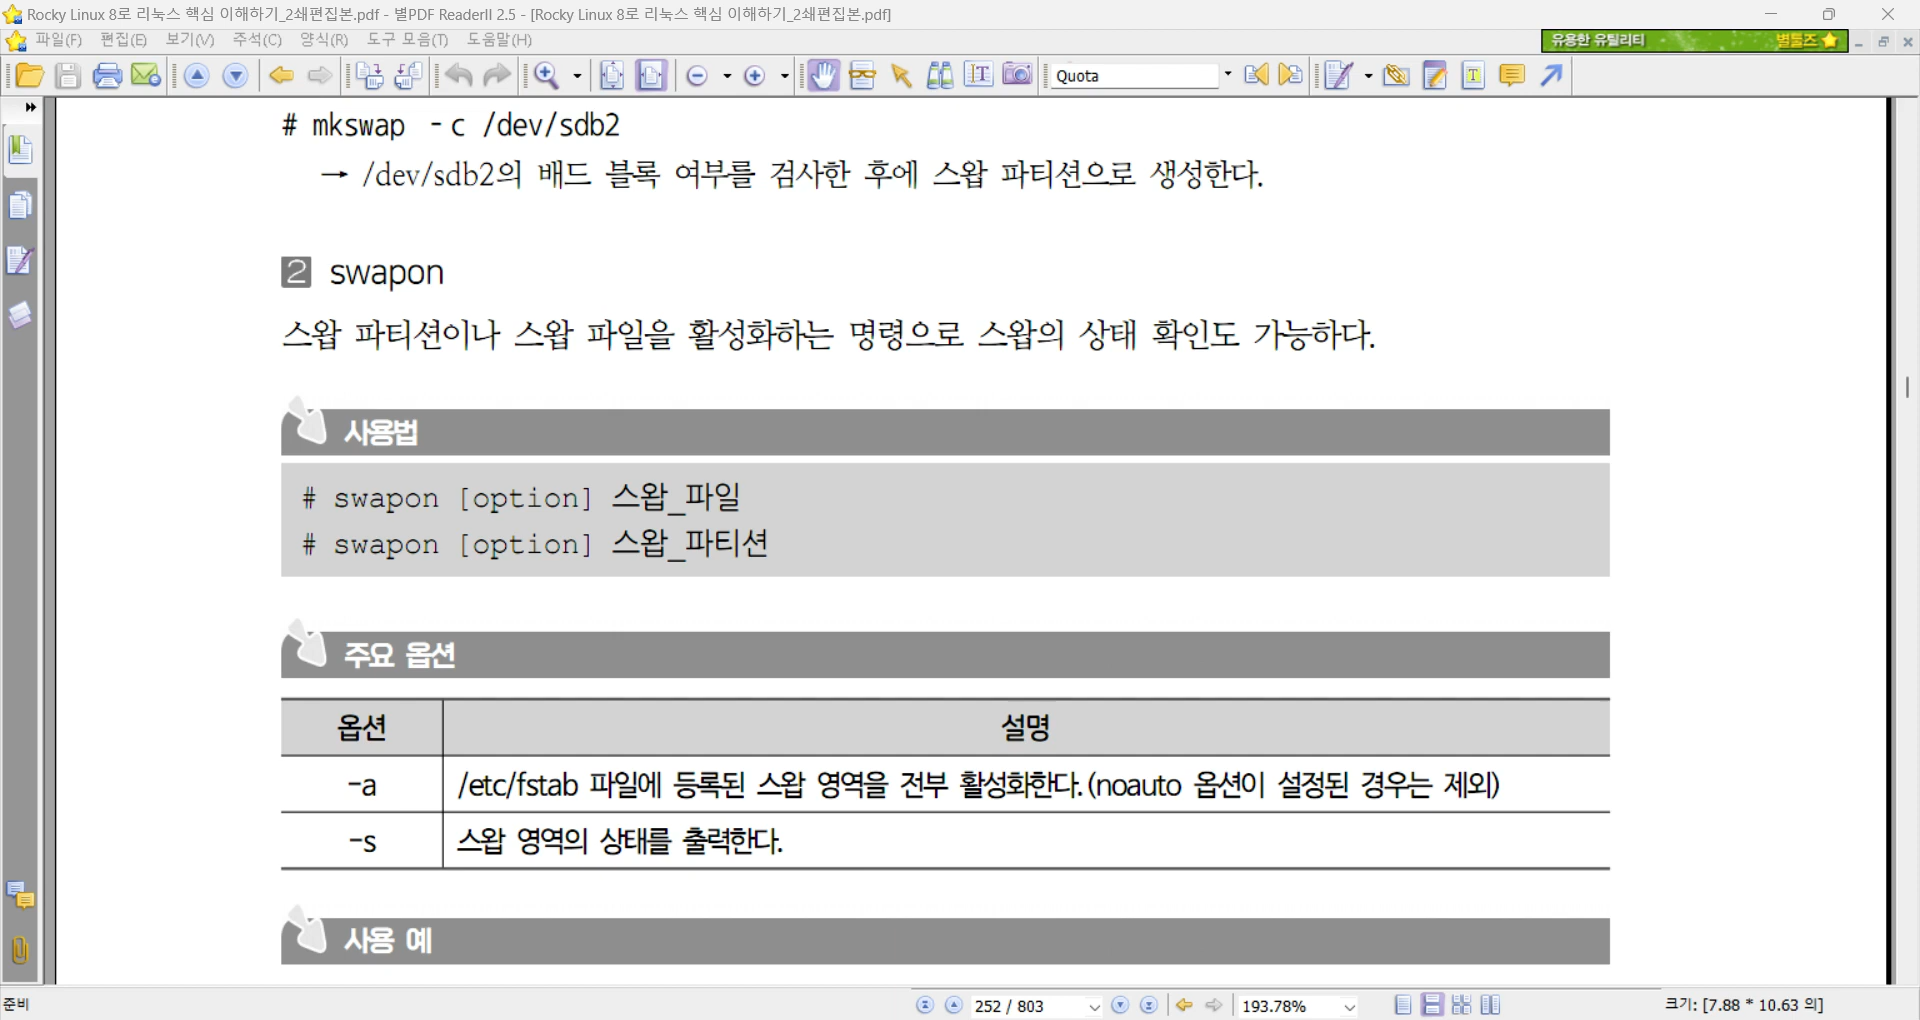 Rocky Linux 8로 리눅스 핵심 이해하기_2쇄편집본.pdf - 별PDF ReaderII 2.5 - [Rocky Linux 8로 리눅스 핵심 이해하기_2쇄편집본.pdf]
파일(F) 편집(E) 보기(V) 주석(C) 양식(R) 도구 모음(T) 도움말(H)
유용한 유틸리티 별툴즈
Quota
# mkswap -c /dev/sdb2
→ /dev/sdb2의 배드 블록 여부를 검사한 후에 스왑 파티션으로 생성한다.
2 swapon
스왑 파티션이나 스왑 파일을 활성화하는 명령으로 스왑의 상태 확인도 가능하다.
사용법
# swapon [option] 스왑_파일
# swapon [option] 스왑_파티션
주요 옵션
옵션 설명
-a /etc/fstab 파일에 등록된 스왑 영역을 전부 활성화한다.(noauto 옵션이 설정된 경우는 제외)
-s 스왑 영역의 상태를 출력한다.
사용 예
준비 252 / 803 193.78% 크기: [7.88 * 10.63 의]